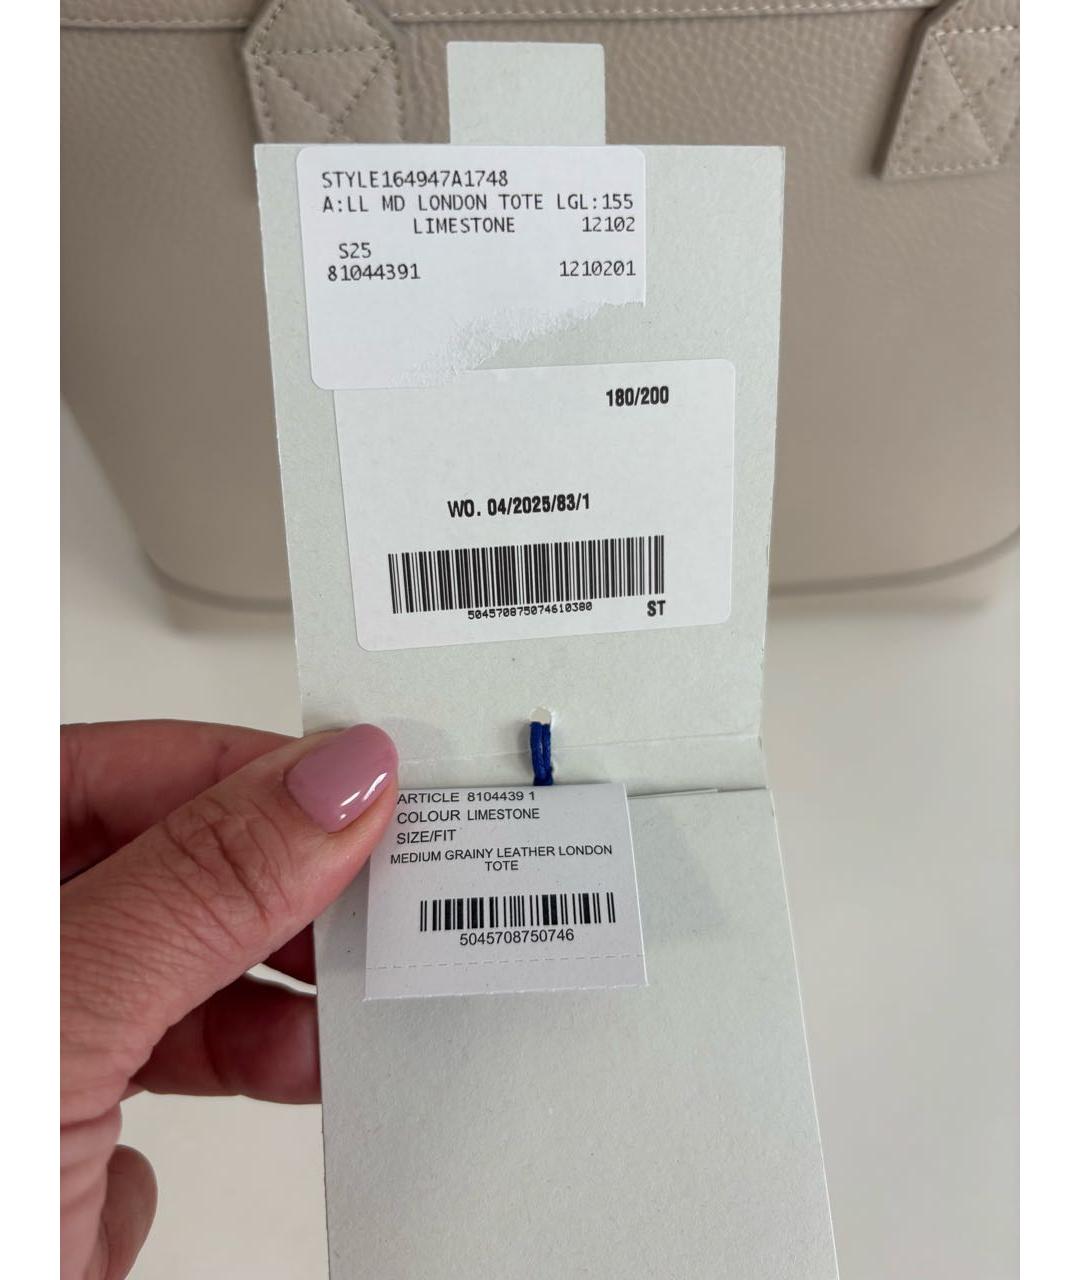 STYLE164947A1748
A:LL MD LONDON TOTE LGL:155
LIMESTONE 12102
S25
81044391 1210201
180/200
WO. 04/2025/83/1
504570875074610380
ST
ARTICLE 8104439 1
COLOUR LIMESTONE
SIZE/FIT
MEDIUM GRAINY LEATHER LONDON
TOTE
5045708750746